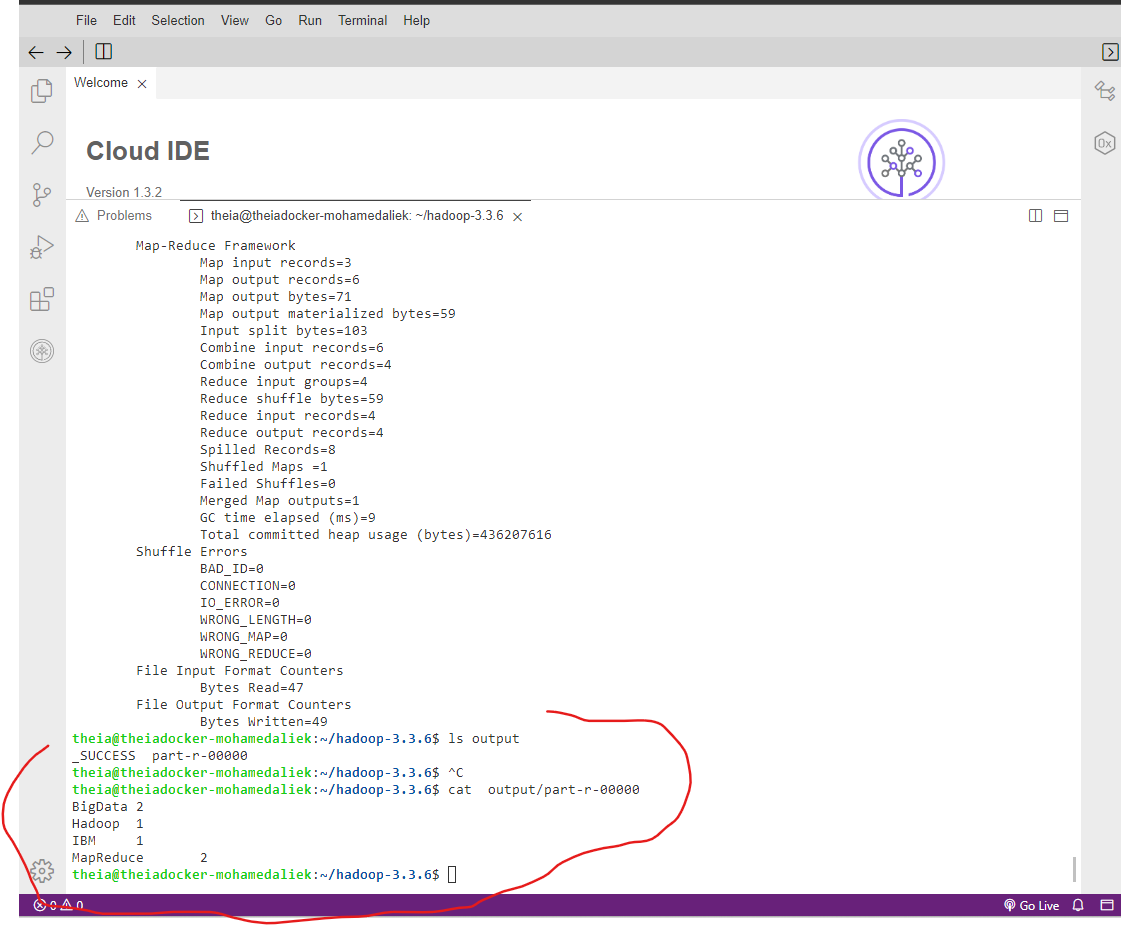 File Edit Selection View Go Run Terminal Help
Welcome
Cloud IDE
Version 1.3.2
Problems theia@theiadocker-mohamedaliek: ~/hadoop-3.3.6
Map-Reduce Framework
Map input records=3
Map output records=6
Map output bytes=71
Map output materialized bytes=59
Input split bytes=103
Combine input records=6
Combine output records=4
Reduce input groups=4
Reduce shuffle bytes=59
Reduce input records=4
Reduce output records=4
Spilled Records=8
Shuffled Maps =1
Failed Shuffles=0
Merged Map outputs=1
GC time elapsed (ms)=9
Total committed heap usage (bytes)=436207616
Shuffle Errors
BAD_ID=0
CONNECTION=0
IO_ERROR=0
WRONG_LENGTH=0
WRONG_MAP=0
WRONG_REDUCE=0
File Input Format Counters
Bytes Read=47
File Output Format Counters
Bytes Written=49
theia@theiadocker-mohamedaliek:~/hadoop-3.3.6$ ls output
_SUCCESS  part-r-00000
theia@theiadocker-mohamedaliek:~/hadoop-3.3.6$ ^C
theia@theiadocker-mohamedaliek:~/hadoop-3.3.6$ cat  output/part-r-00000
BigData 2
Hadoop  1
IBM     1
MapReduce       2
theia@theiadocker-mohamedaliek:~/hadoop-3.3.6$
0 0 Go Live
0x